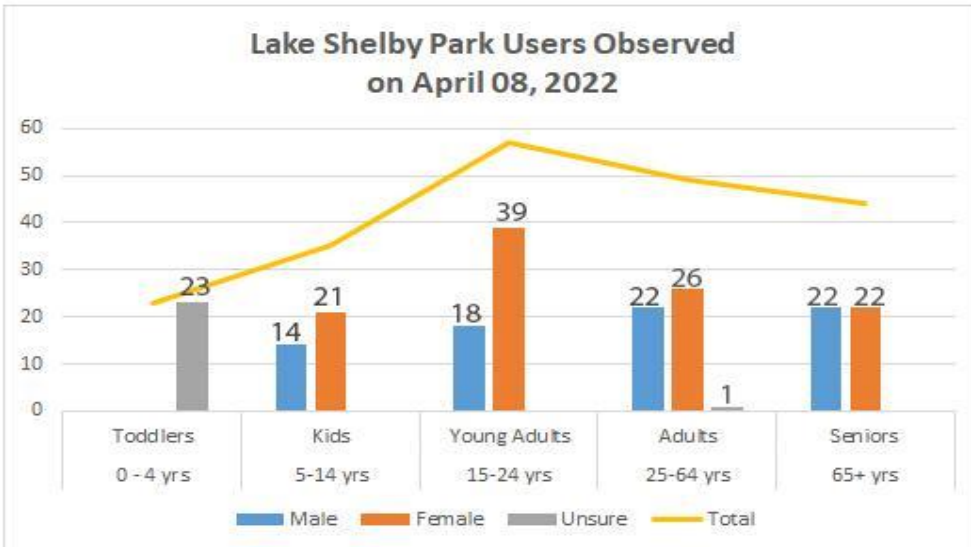 Lake Shelby Park Users Observed
on April 08, 2022
60
50
40
30
20
10
0
23
14
21
18
39
22
26
1
22
22
Toddlers
Kids
Young Adults
Adults
Seniors
0 - 4 yrs
5-14 yrs
15-24 yrs
25-64 yrs
65+ yrs
Male
Female
Unsure
Total